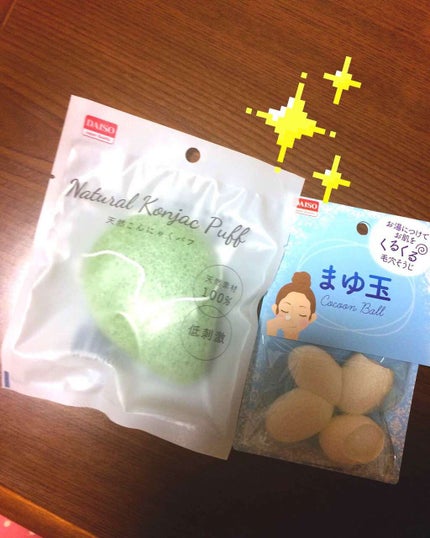 DAISO
Natural Konjac Puff
天然こんにゃくパフ
天然素材
100%
低刺激
DAISO
お湯につけて
お肌を
くるくる
毛穴そうじ
まゆ玉
Cocoon Ball